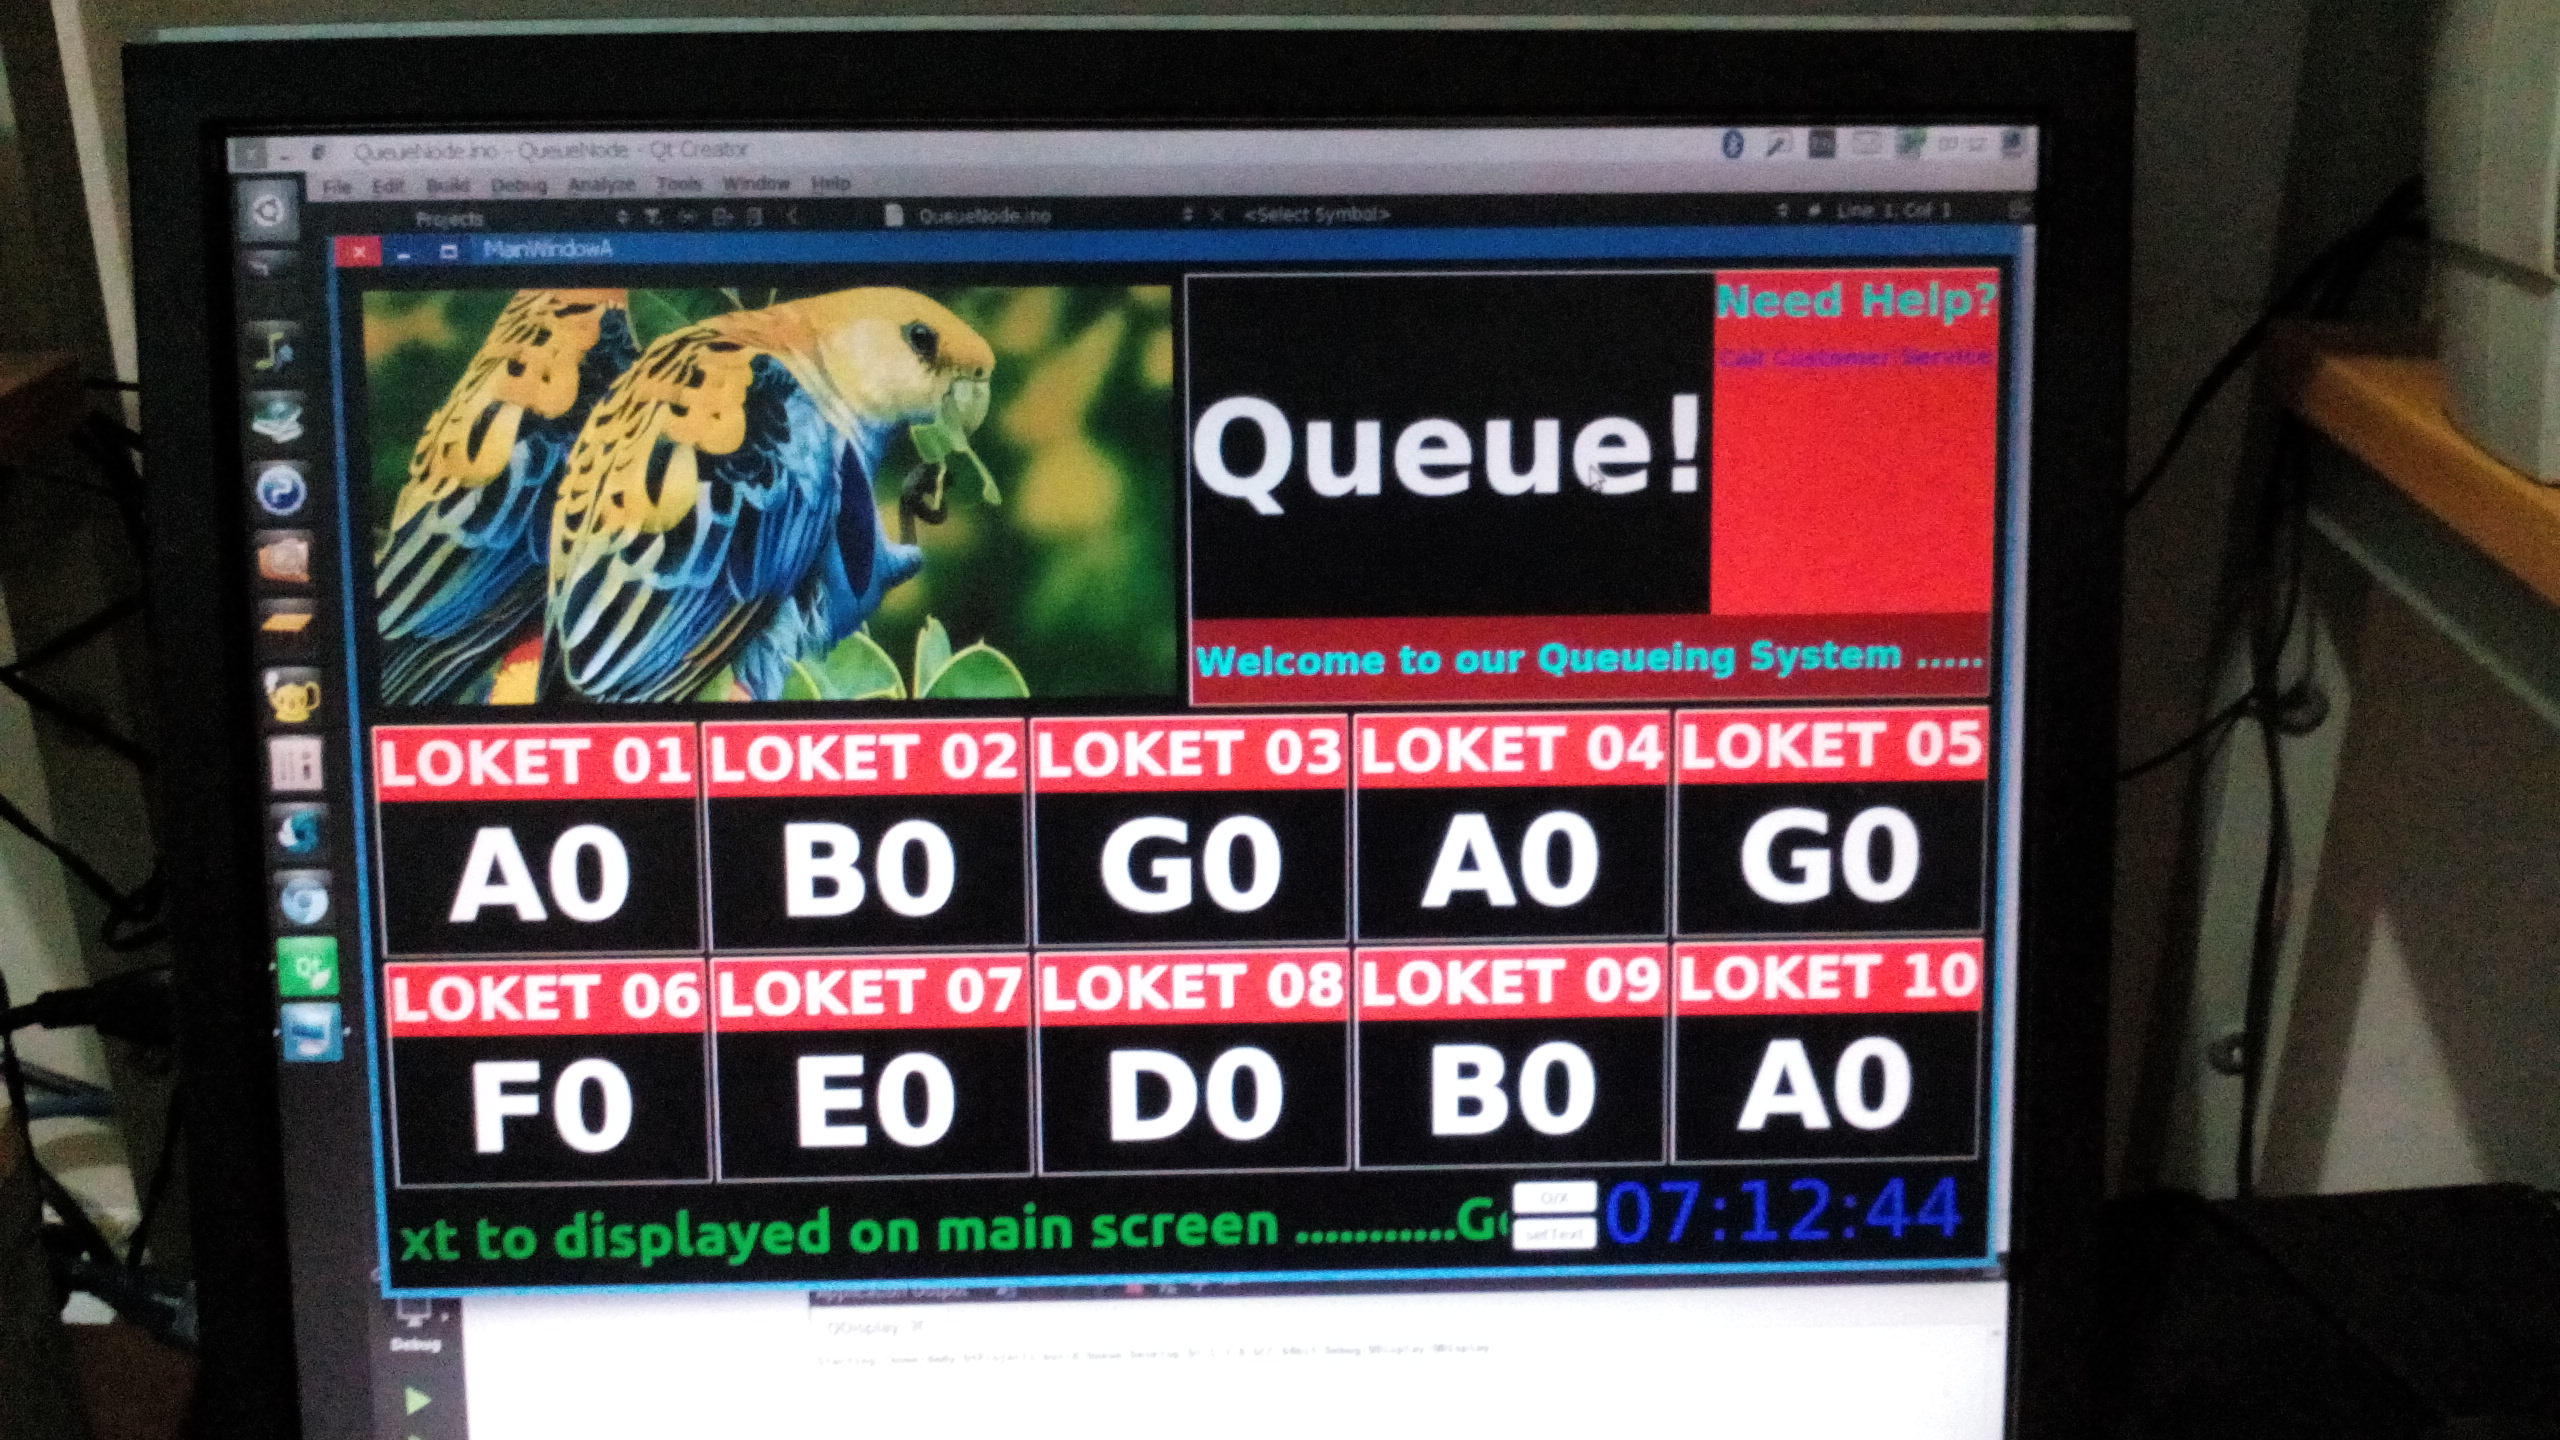 QueueNode.ino - QueueNode - Qt Creator
File Edit Build Debug Analyze Tools Window Help
Projects QueueNode.ino <Select Symbol> Line: 1, Col: 1
MainWindowA
Need Help?
Call Customer Service
Queue!
Welcome to our Queueing System .....
LOKET 01 LOKET 02 LOKET 03 LOKET 04 LOKET 05
A0 B0 G0 A0 G0
LOKET 06 LOKET 07 LOKET 08 LOKET 09 LOKET 10
F0 E0 D0 B0 A0
xt to displayed on main screen ...........G
setText
07:12:44
Application Output
QDisplay
Debug